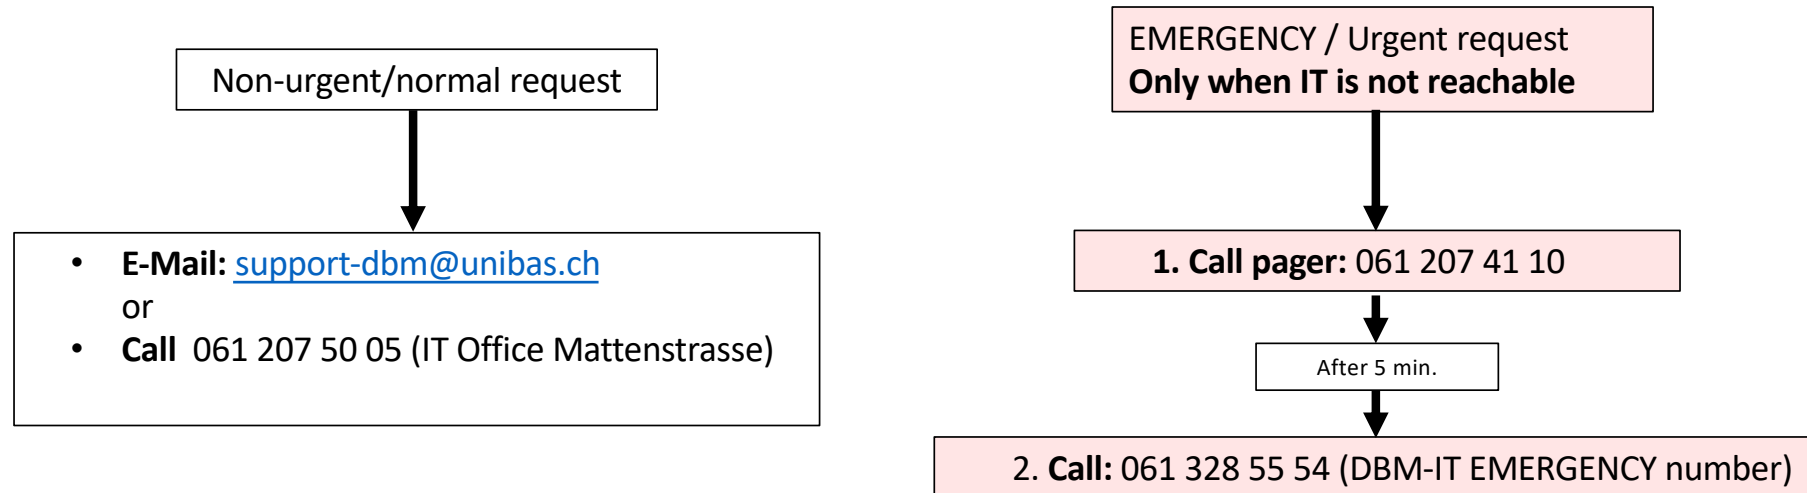 Non-urgent/normal request
• E-Mail: support-dbm@unibas.ch
or
• Call 061 207 50 05 (IT Office Mattenstrasse)
EMERGENCY / Urgent request
Only when IT is not reachable
1. Call pager: 061 207 41 10
After 5 min.
2. Call: 061 328 55 54 (DBM-IT EMERGENCY number)